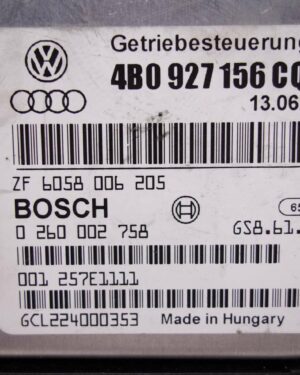 Getriebesteuerung
4B0 927 156 CQ
13.06
ZF 6058 006 205
BOSCH
0 260 002 758
GS8.61.
001 257E1111
GCL224000353 Made in Hungary